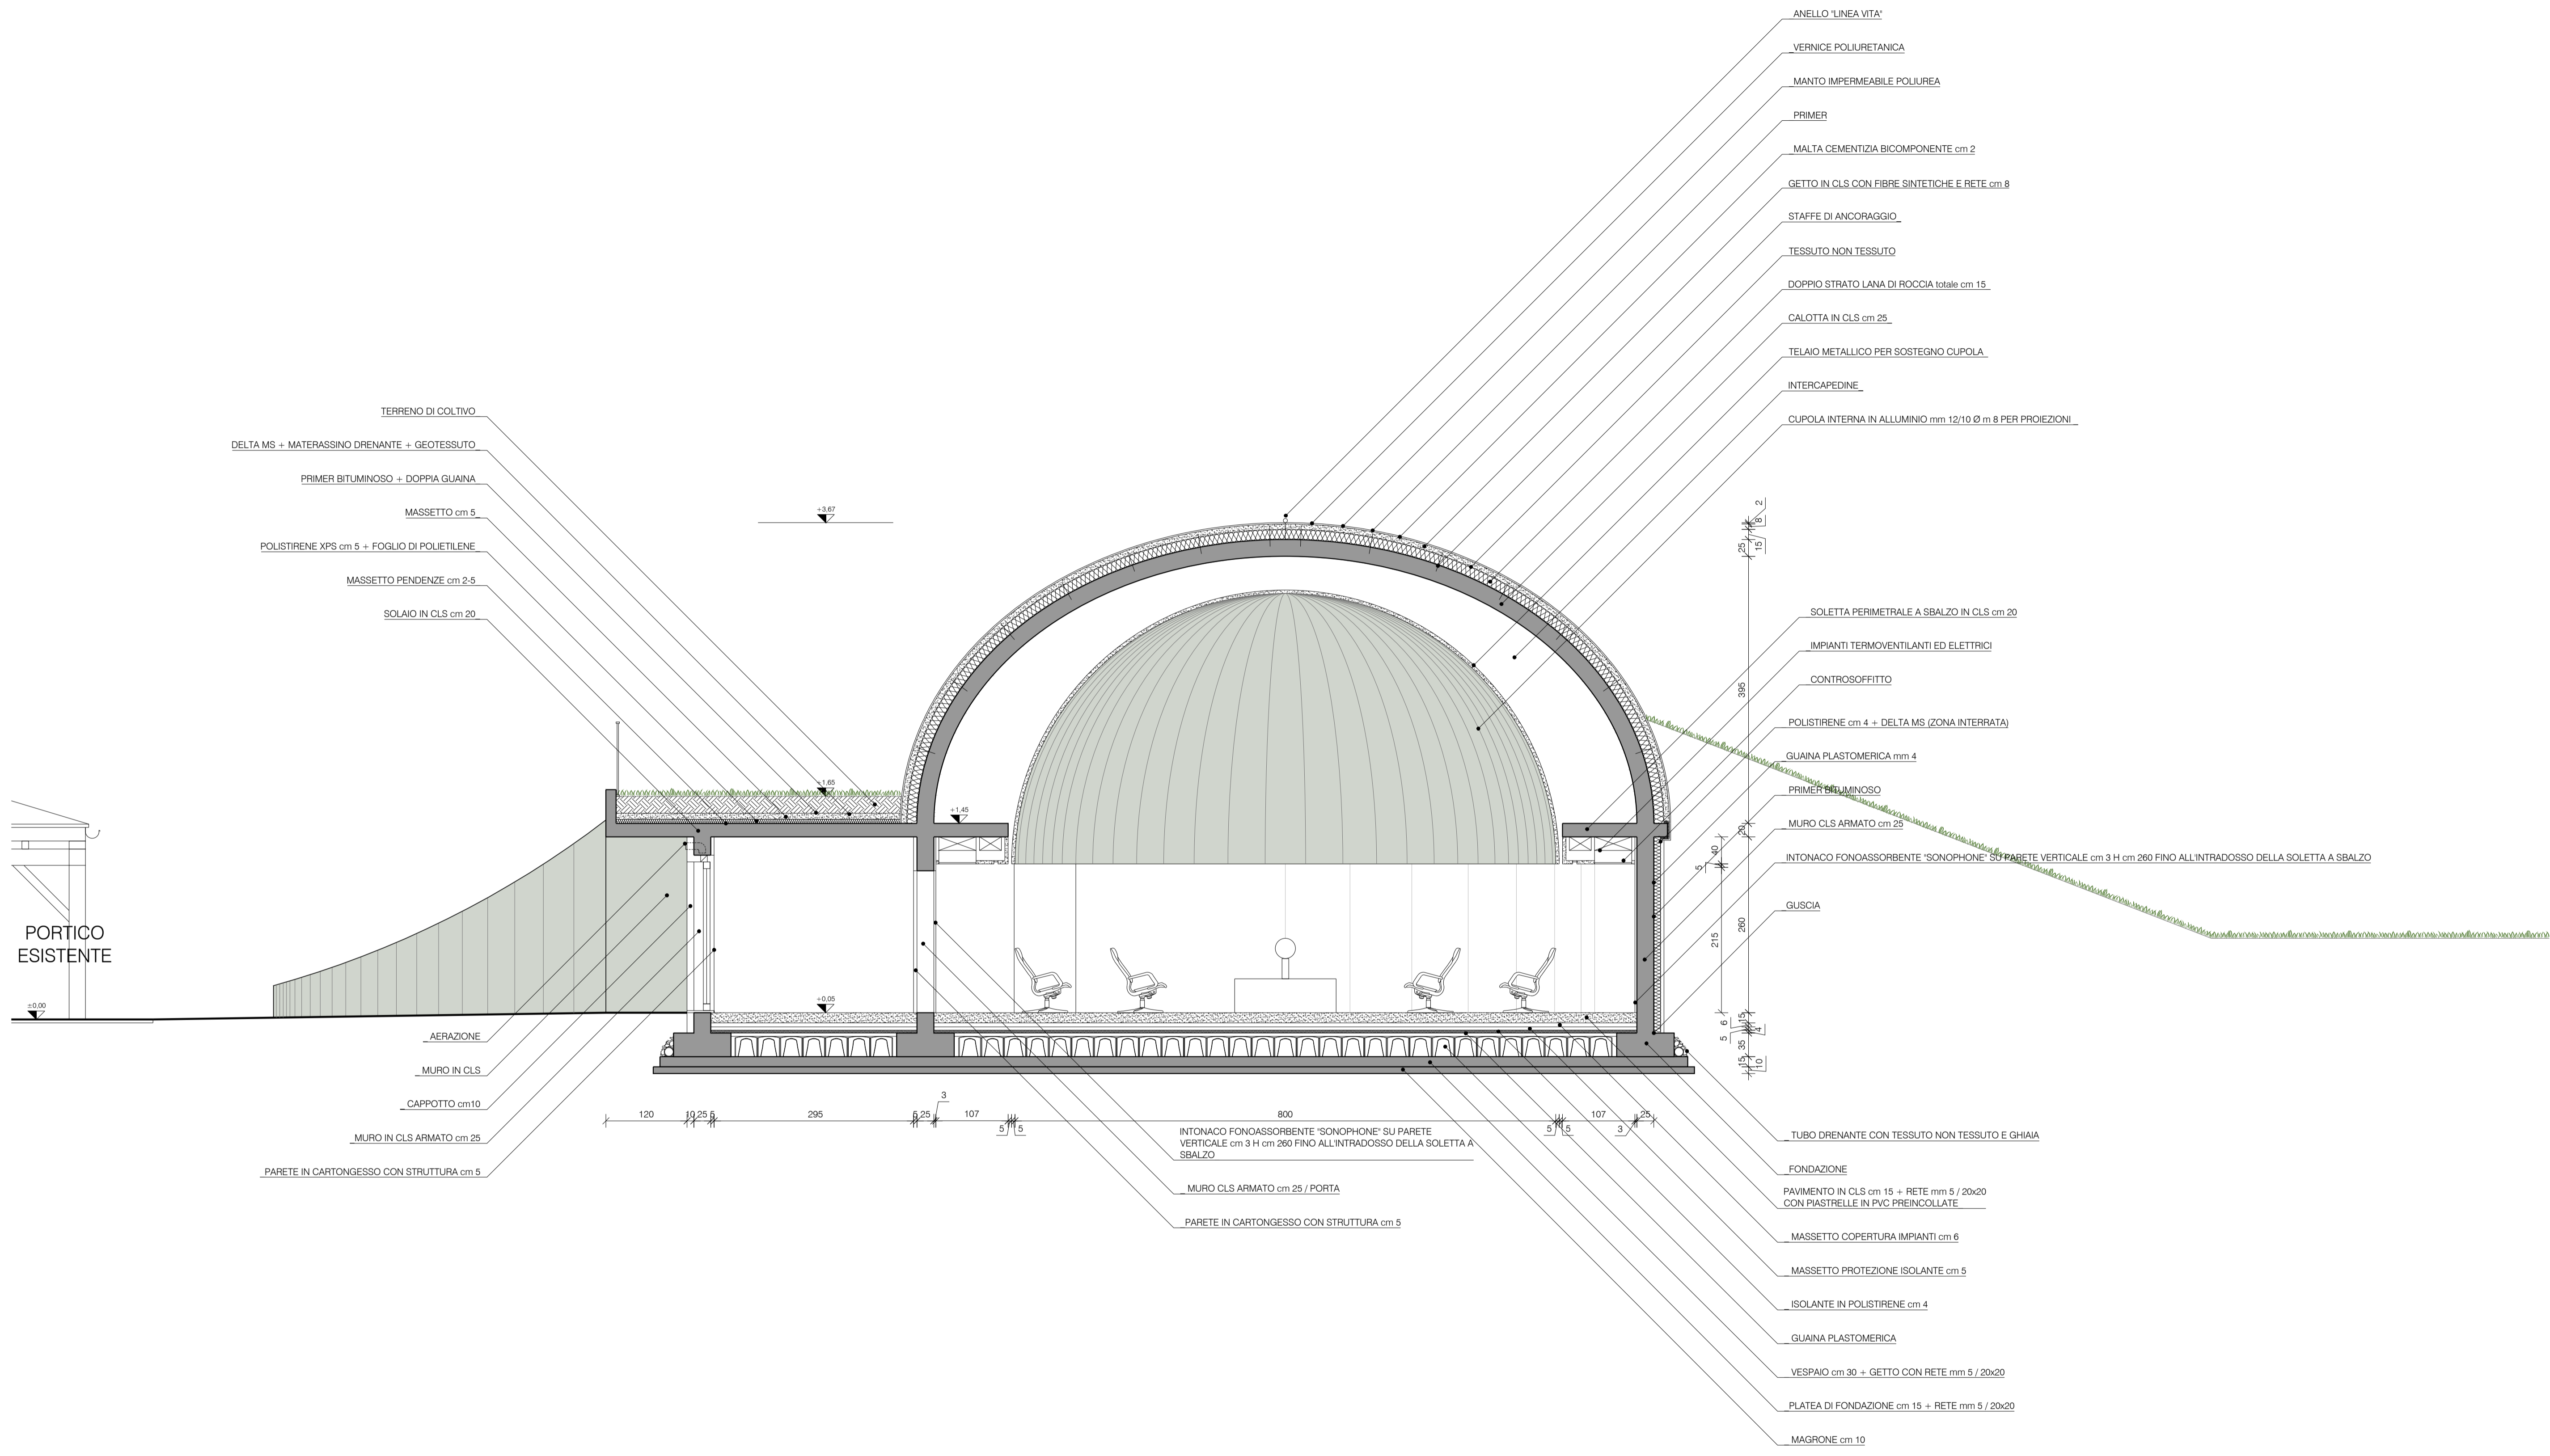 ANELLO "LINEA VITA"
VERNICE POLIURETANICA
MANTO IMPERMEABILE POLIUREA
PRIMER
MALTA CEMENTIZIA BICOMPONENTE cm 2
GETTO IN CLS CON FIBRE SINTETICHE E RETE cm 8
STAFFE DI ANCORAGGIO
TESSUTO NON TESSUTO
DOPPIO STRATO LANA DI ROCCIA totale cm 15
CALOTTA IN CLS cm 25
TELAIO METALLICO PER SOSTEGNO CUPOLA
INTERCAPEDINE
CUPOLA INTERNA IN ALLUMINIO mm 12/10 Ø m 8 PER PROIEZIONI
TERRENO DI COLTIVO
DELTA MS + MATERASSINO DRENANTE + GEOTESSUTO
PRIMER BITUMINOSO + DOPPIA GUAINA
MASSETTO cm 5
POLISTIRENE XPS cm 5 + FOGLIO DI POLIETILENE
MASSETTO PENDENZE cm 2-5
SOLAIO IN CLS cm 20
+3,67
+1,65
+1,45
+0,05
±0,00
PORTICO
ESISTENTE
SOLETTA PERIMETRALE A SBALZO IN CLS cm 20
IMPIANTI TERMOVENTILANTI ED ELETTRICI
CONTROSOFFITTO
POLISTIRENE cm 4 + DELTA MS (ZONA INTERRATA)
GUAINA PLASTOMERICA mm 4
PRIMER BITUMINOSO
MURO CLS ARMATO cm 25
INTONACO FONOASSORBENTE "SONOPHONE" SU PARETE VERTICALE cm 3 H cm 260 FINO ALL'INTRADOSSO DELLA SOLETTA A SBALZO
GUSCIA
2
8
15
25
395
20
40
5
260
215
15
6
5
4
35
15
10
AERAZIONE
MURO IN CLS
CAPPOTTO cm10
MURO IN CLS ARMATO cm 25
PARETE IN CARTONGESSO CON STRUTTURA cm 5
120
10
25
5
295
5
25
3
107
5
5
800
5
5
107
3
25
INTONACO FONOASSORBENTE "SONOPHONE" SU PARETE
VERTICALE cm 3 H cm 260 FINO ALL'INTRADOSSO DELLA SOLETTA A
SBALZO
MURO CLS ARMATO cm 25 / PORTA
PARETE IN CARTONGESSO CON STRUTTURA cm 5
TUBO DRENANTE CON TESSUTO NON TESSUTO E GHIAIA
FONDAZIONE
PAVIMENTO IN CLS cm 15 + RETE mm 5 / 20x20
CON PIASTRELLE IN PVC PREINCOLLATE
MASSETTO COPERTURA IMPIANTI cm 6
MASSETTO PROTEZIONE ISOLANTE cm 5
ISOLANTE IN POLISTIRENE cm 4
GUAINA PLASTOMERICA
VESPAIO cm 30 + GETTO CON RETE mm 5 / 20x20
PLATEA DI FONDAZIONE cm 15 + RETE mm 5 / 20x20
MAGRONE cm 10